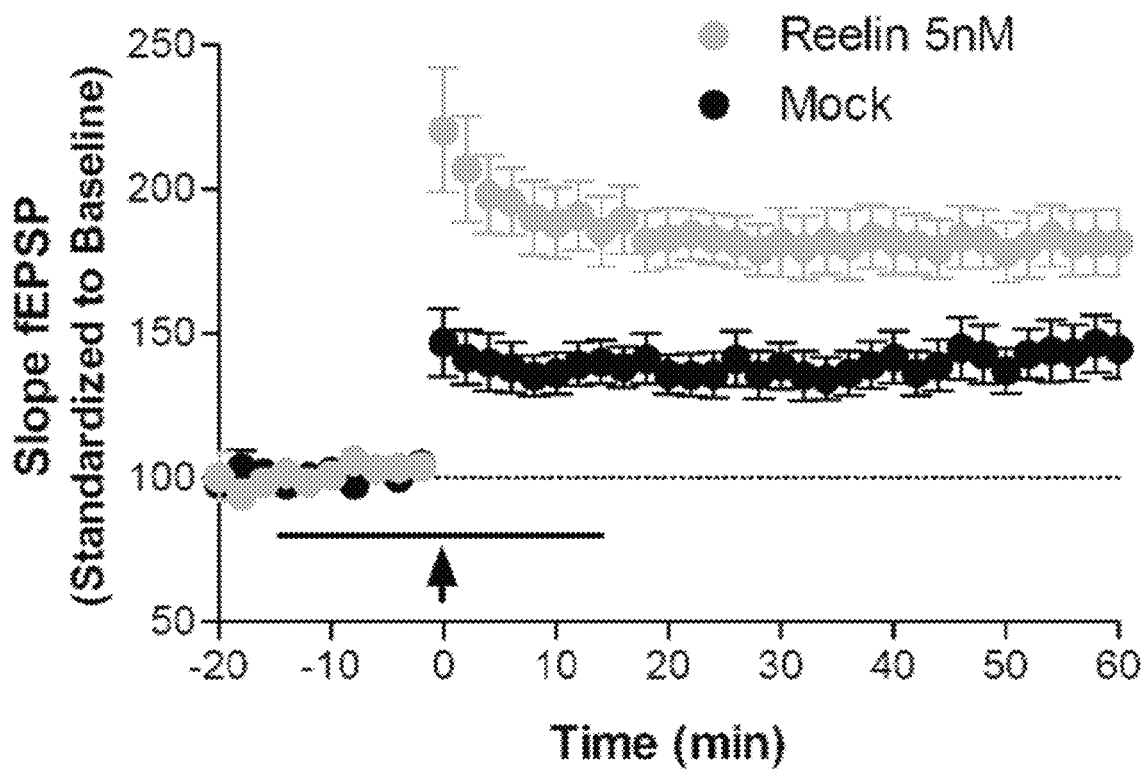 Reelin 5nM
Mock
Slope fEPSP
(Standardized to Baseline)
250
200
150
100
50
-20 -10 0 10 20 30 40 50 60
Time (min)